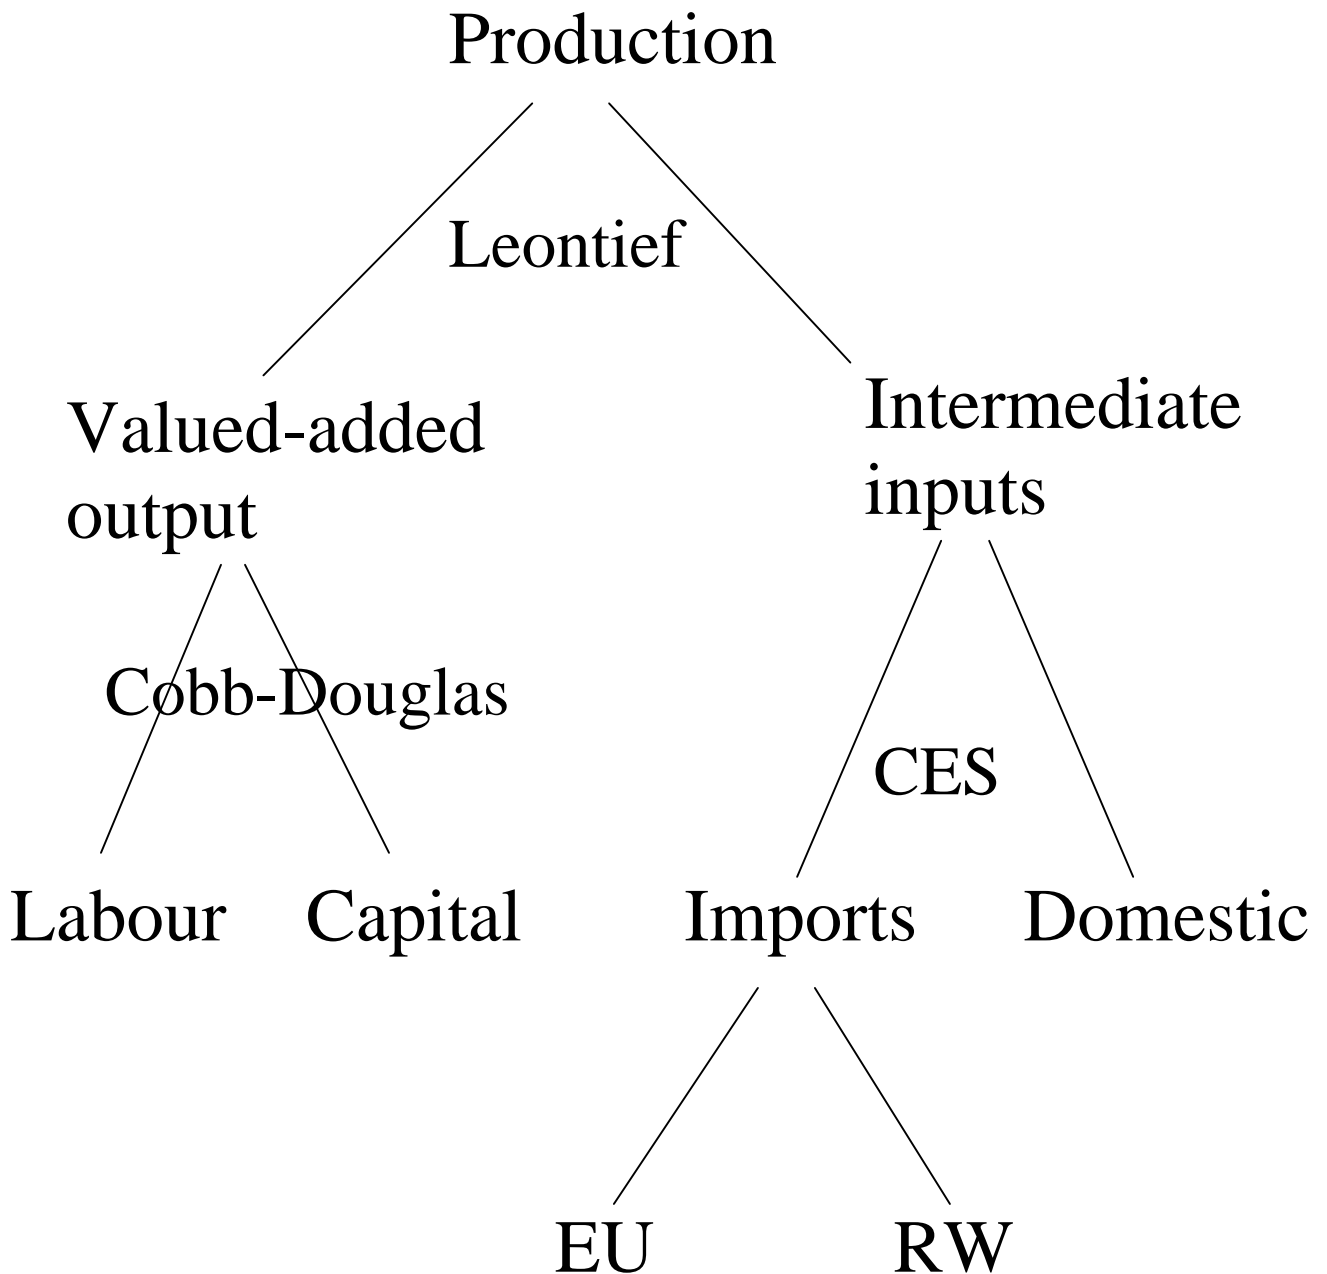 Production
Leontief
Valued-added
output
Intermediate
inputs
Cobb-Douglas
CES
Labour
Capital
Imports
Domestic
EU
RW